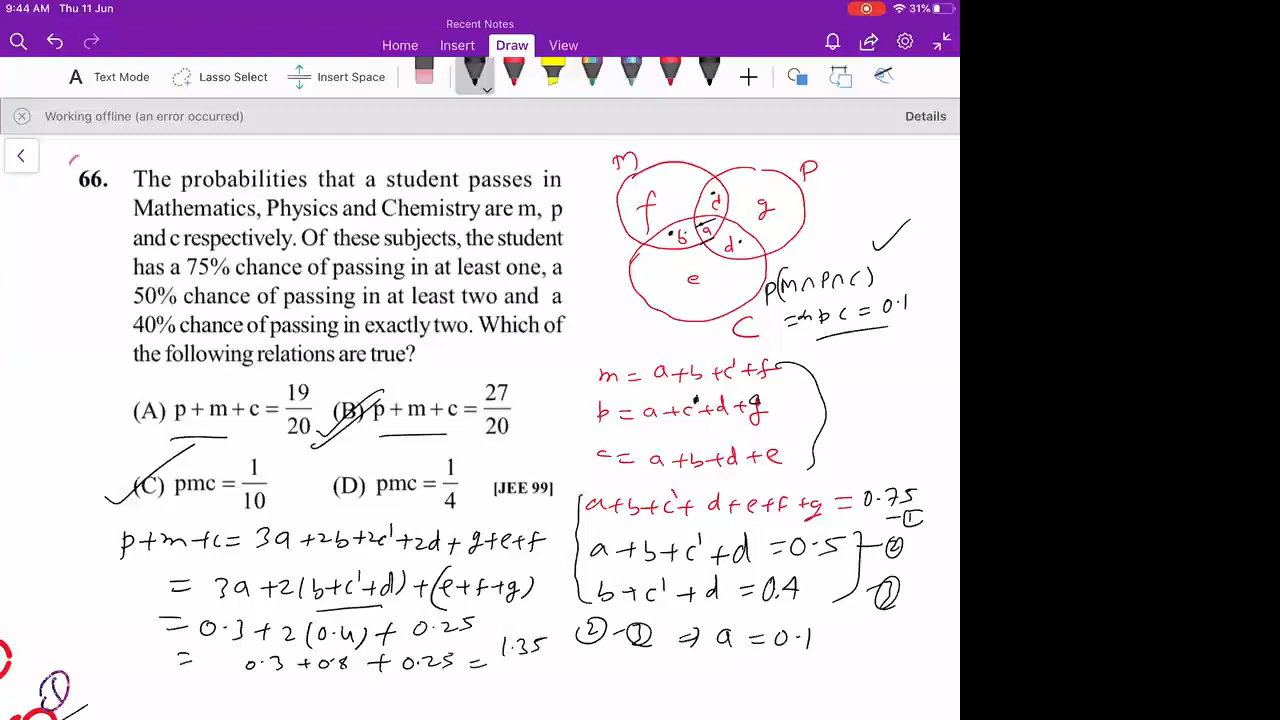 9:44 AM Thu 11 Jun
31%
Recent Notes
Home Insert Draw View
Text Mode Lasso Select Insert Space
Working offline (an error occurred) Details
66. The probabilities that a student passes in
Mathematics, Physics and Chemistry are m, p
and c respectively. Of these subjects, the student
has a 75% chance of passing in at least one, a
50% chance of passing in at least two and a
40% chance of passing in exactly two. Which of
the following relations are true?
(A) p + m + c = 19/20 (B) p + m + c = 27/20
(C) pmc = 1/10 (D) pmc = 1/4 [JEE 99]
p+m+c = 3a+2b+2c'+2d+g+e+f
= 3a+2(b+c'+d)+(e+f+g)
= 0.3+2(0.4)+0.25
= 0.3+0.8+0.25 = 1.35
M P
f c' g
b a d
e
C
P(m∩p∩c)
= mpc = 0.1
m = a+b+c'+f
p = a+c'+d+g
c = a+b+d+e
a+b+c'+d+e+f+g = 0.75 –①
a+b+c'+d = 0.5 –②
b+c'+d = 0.4 –③
②-③ ⇒ a = 0.1